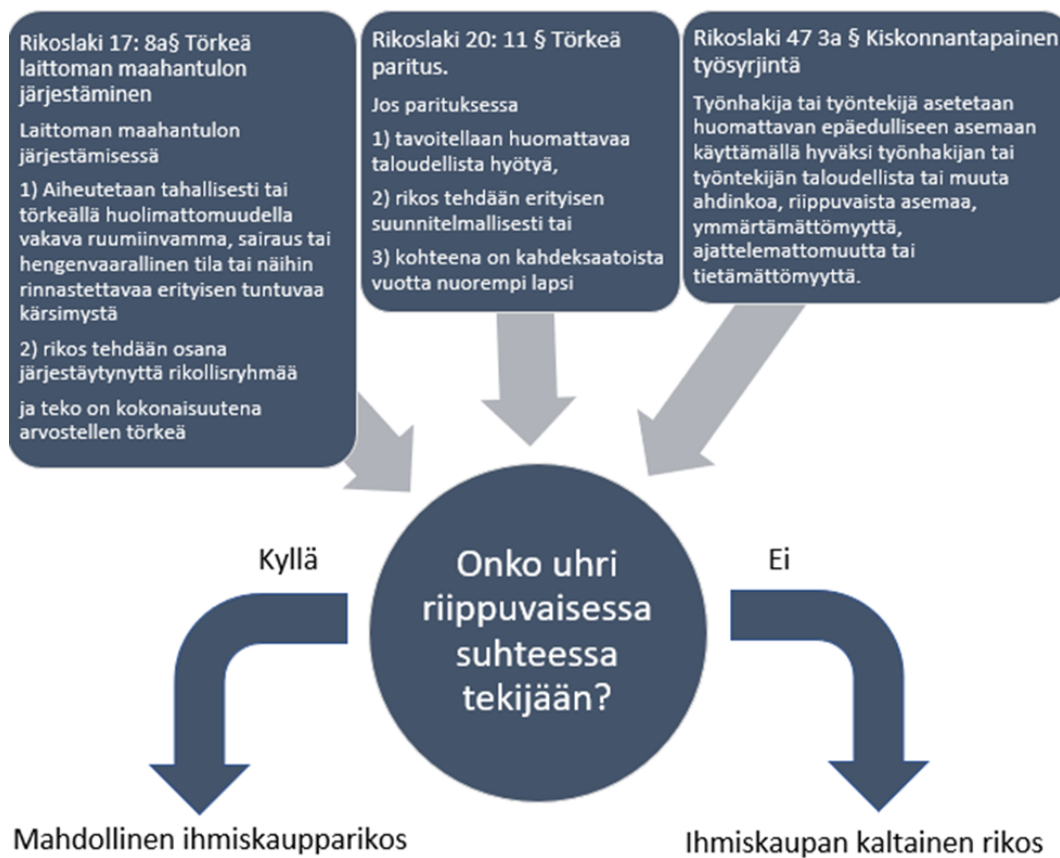 Rikoslaki 17: 8a§ Törkeä
laittoman maahantulon
järjestäminen
Laittoman maahantulon
järjestämisessä
1) Aiheutetaan tahallisesti tai
törkeällä huolimattomuudella
vakava ruumiinvamma, sairaus tai
hengenvaarallinen tila tai näihin
rinnastettavaa erityisen tuntuvaa
kärsimystä
2) rikos tehdään osana
järjestäytynyttä rikollisryhmää
ja teko on kokonaisuutena
arvostellen törkeä
Rikoslaki 20: 11 § Törkeä
paritus.
Jos parituksessa
1) tavoitellaan huomattavaa
taloudellista hyötyä,
2) rikos tehdään erityisen
suunnitelmallisesti tai
3) kohteena on kahdeksaatoista
vuotta nuorempi lapsi
Rikoslaki 47 3a § Kiskonnantapainen
työsyrjintä
Työnhakija tai työntekijä asetetaan
huomattavan epäedulliseen asemaan
käyttämällä hyväksi työnhakijan tai
työntekijän taloudellista tai muuta
ahdinkoa, riippuvaista asemaa,
ymmärtämättömyyttä,
ajattelemattomuutta tai
tietämättömyyttä.
Kyllä
Onko uhri
riippuvaisessa
suhteessa
tekijään?
Ei
Mahdollinen ihmiskaupparikos
Ihmiskaupan kaltainen rikos